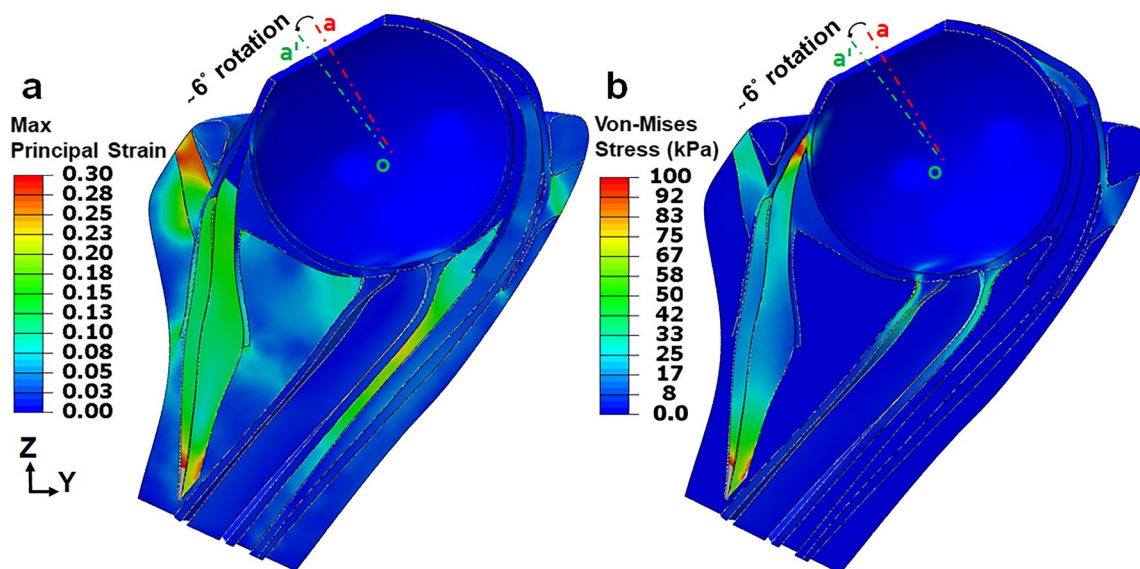 a
~6° rotation
a'
a
Max
Principal Strain
0.30
0.28
0.25
0.23
0.20
0.18
0.15
0.13
0.10
0.08
0.05
0.03
0.00
Z
Y
O
b
~6° rotation
a'
a
Von-Mises
Stress (kPa)
100
92
83
75
67
58
50
42
33
25
17
8
0.0
O